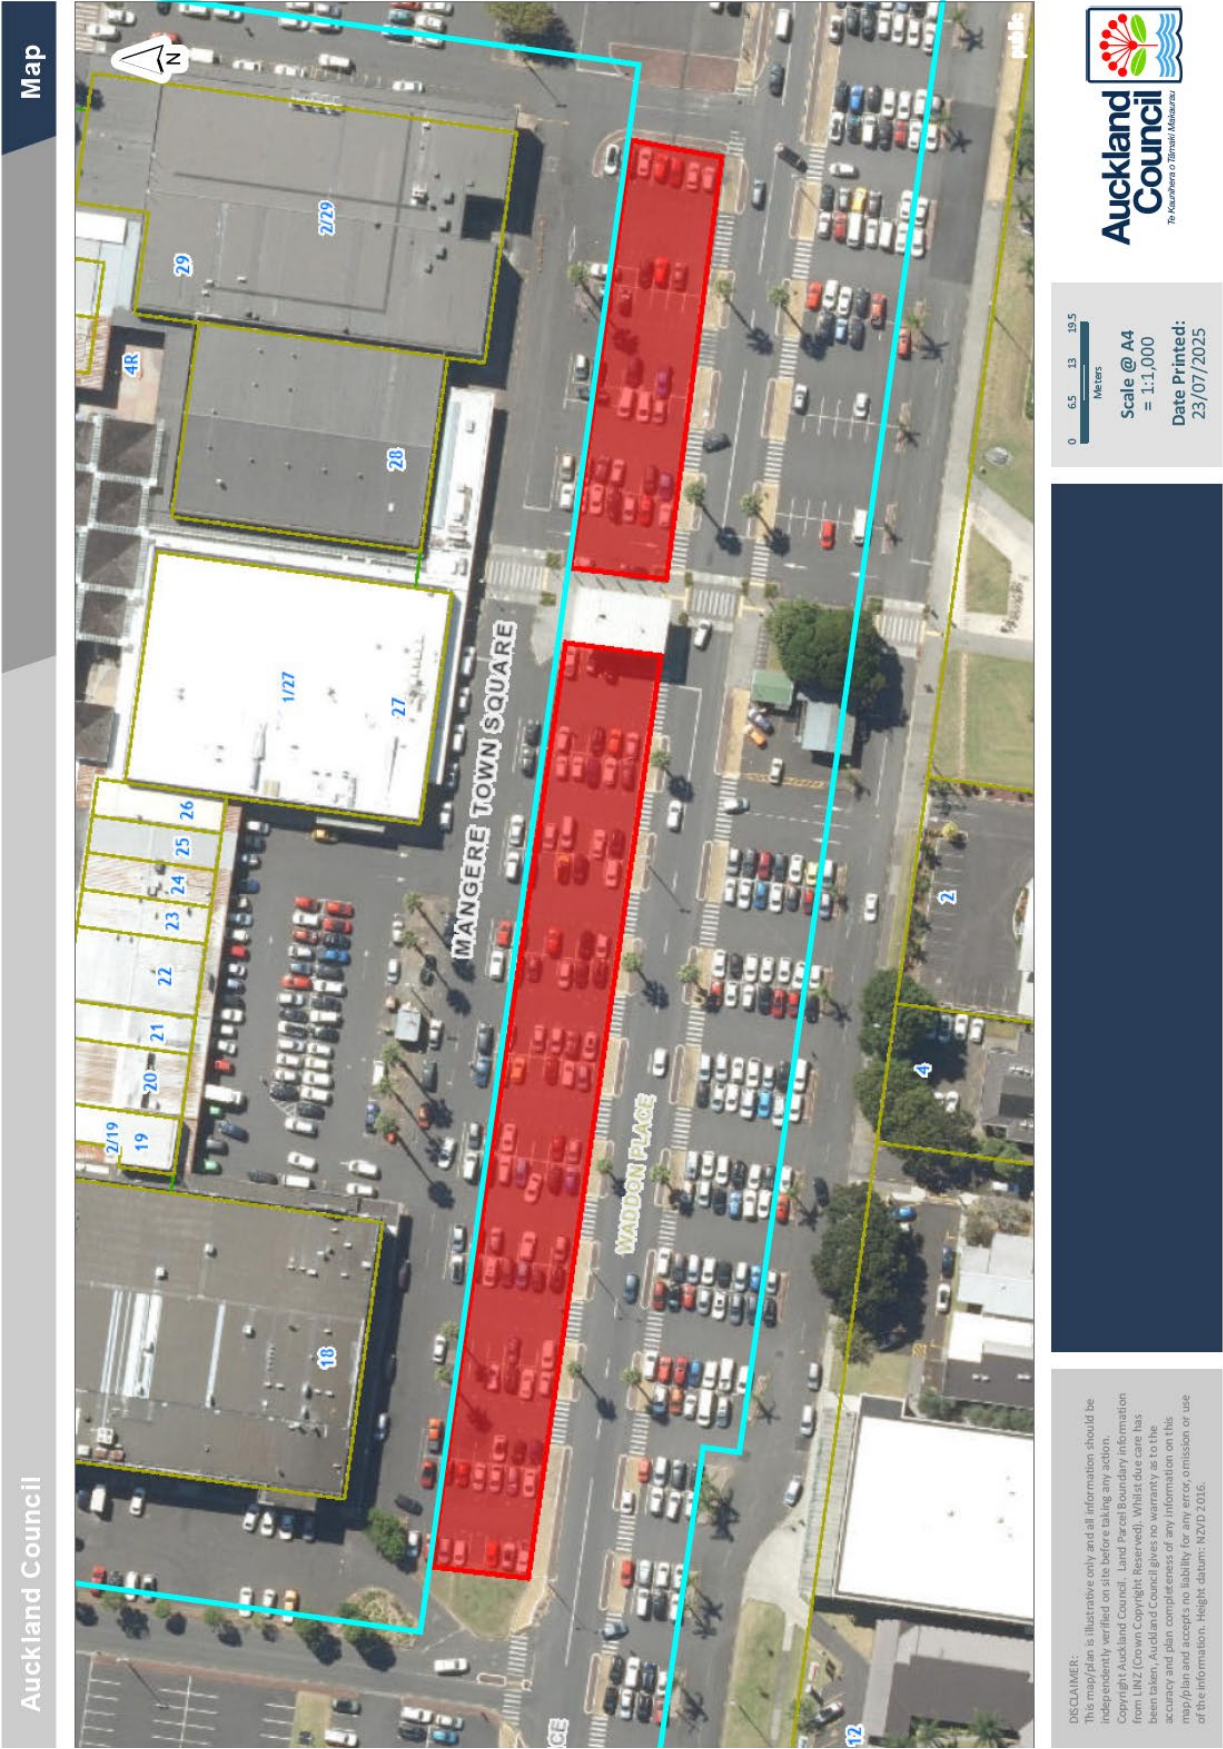 Auckland Council
Map
N
29
2/29
4R
28
1/27
27
26
25
24
23
22
21
20
2/19
19
18
MANGERE TOWN SQUARE
WADDON PLACE
2
4
12
CE
public
DISCLAIMER:
This map/plan is illustrative only and all information should be
independently verified on site before taking any action.
Copyright Auckland Council. Land Parcel Boundary information
from LINZ (Crown Copyright Reserved). Whilst due care has
been taken, Auckland Council gives no warranty as to the
accuracy and plan completeness of any information on this
map/plan and accepts no liability for any error, omission or use
of the information. Height datum: NZVD 2016.
0 6.5 13 19.5
Meters
Scale @ A4
= 1:1,000
Date Printed:
23/07/2025
Auckland
Council
Te Kaunihera o Tāmaki Makaurau